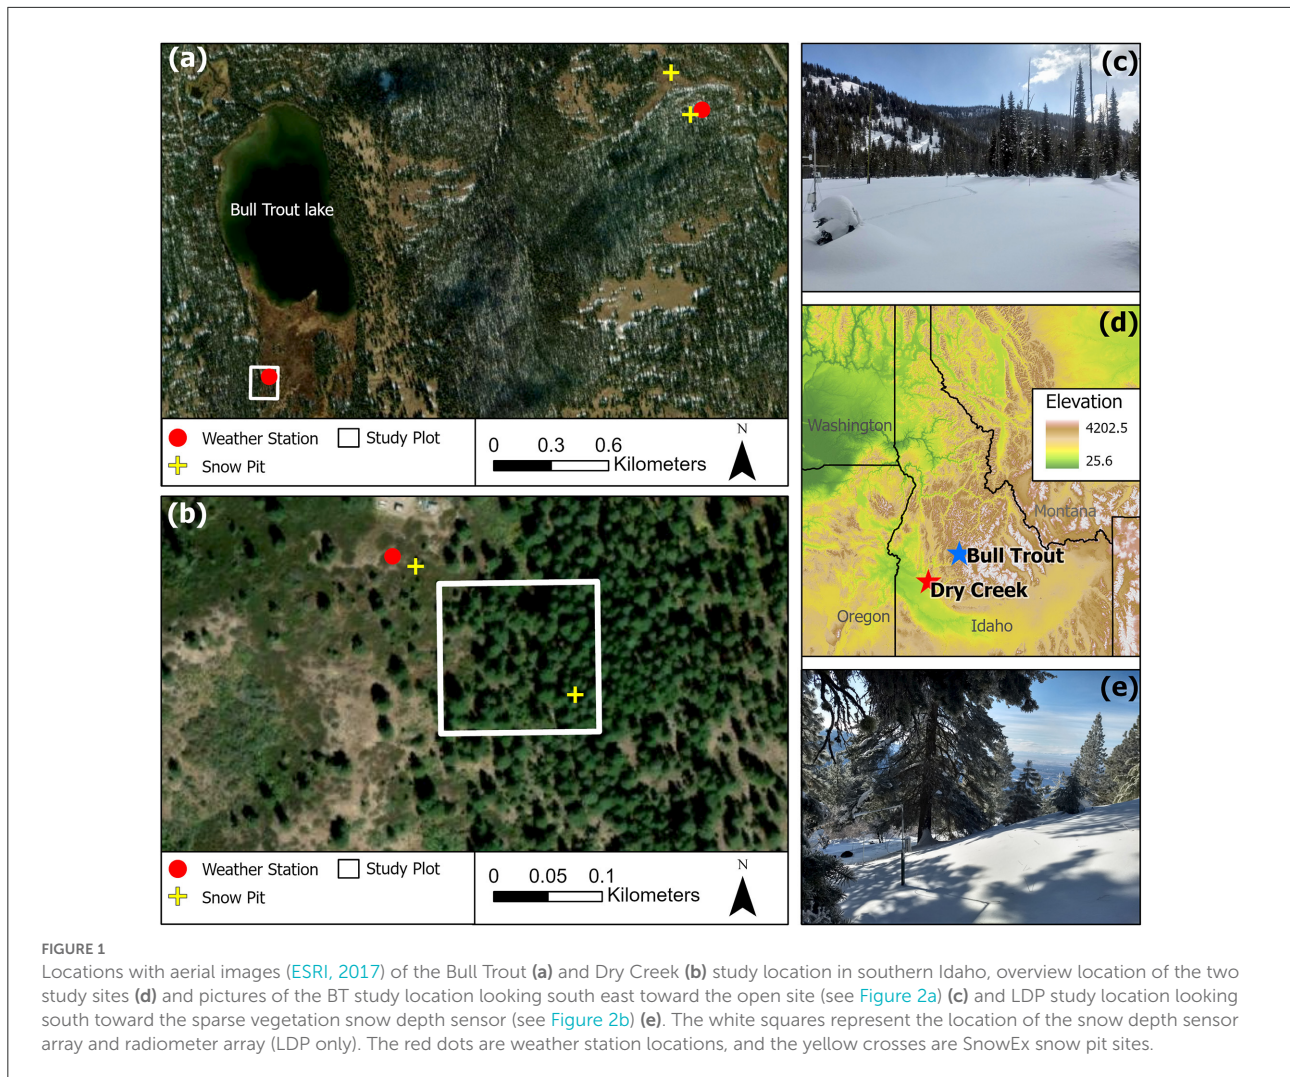 (a)
Bull Trout lake
Weather Station
Study Plot
Snow Pit
0 0.3 0.6
Kilometers
N
(b)
Weather Station
Study Plot
Snow Pit
0 0.05 0.1
Kilometers
N
(c)
(d)
Elevation
4202.5
25.6
Washington
Montana
Bull Trout
Dry Creek
Oregon
Idaho
(e)
FIGURE 1
Locations with aerial images (ESRI, 2017) of the Bull Trout (a) and Dry Creek (b) study location in southern Idaho, overview location of the two
study sites (d) and pictures of the BT study location looking south east toward the open site (see Figure 2a) (c) and LDP study location looking
south toward the sparse vegetation snow depth sensor (see Figure 2b) (e). The white squares represent the location of the snow depth sensor
array and radiometer array (LDP only). The red dots are weather station locations, and the yellow crosses are SnowEx snow pit sites.